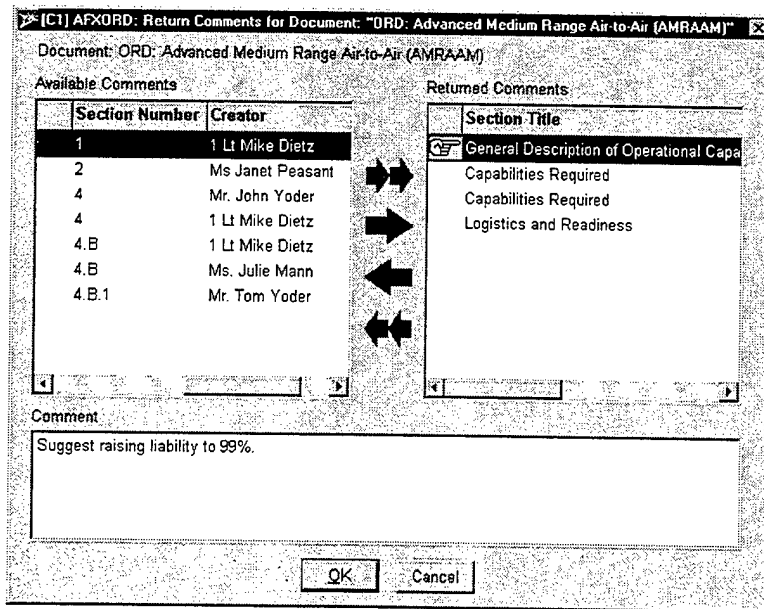 [C1] AFXORD: Return Comments for Document: "ORD: Advanced Medium Range Air-to-Air (AMRAAM)"
Document: ORD: Advanced Medium Range Air-to-Air (AMRAAM)
Available Comments
Section Number Creator
1 1 Lt Mike Dietz
2 Ms Janet Peasant
4 Mr. John Yoder
4 1 Lt Mike Dietz
4.B 1 Lt Mike Dietz
4.B Ms. Julie Mann
4.B.1 Mr. Tom Yoder
Returned Comments
Section Title
General Description of Operational Capa
Capabilities Required
Capabilities Required
Logistics and Readiness
Comment
Suggest raising liability to 99%.
OK Cancel